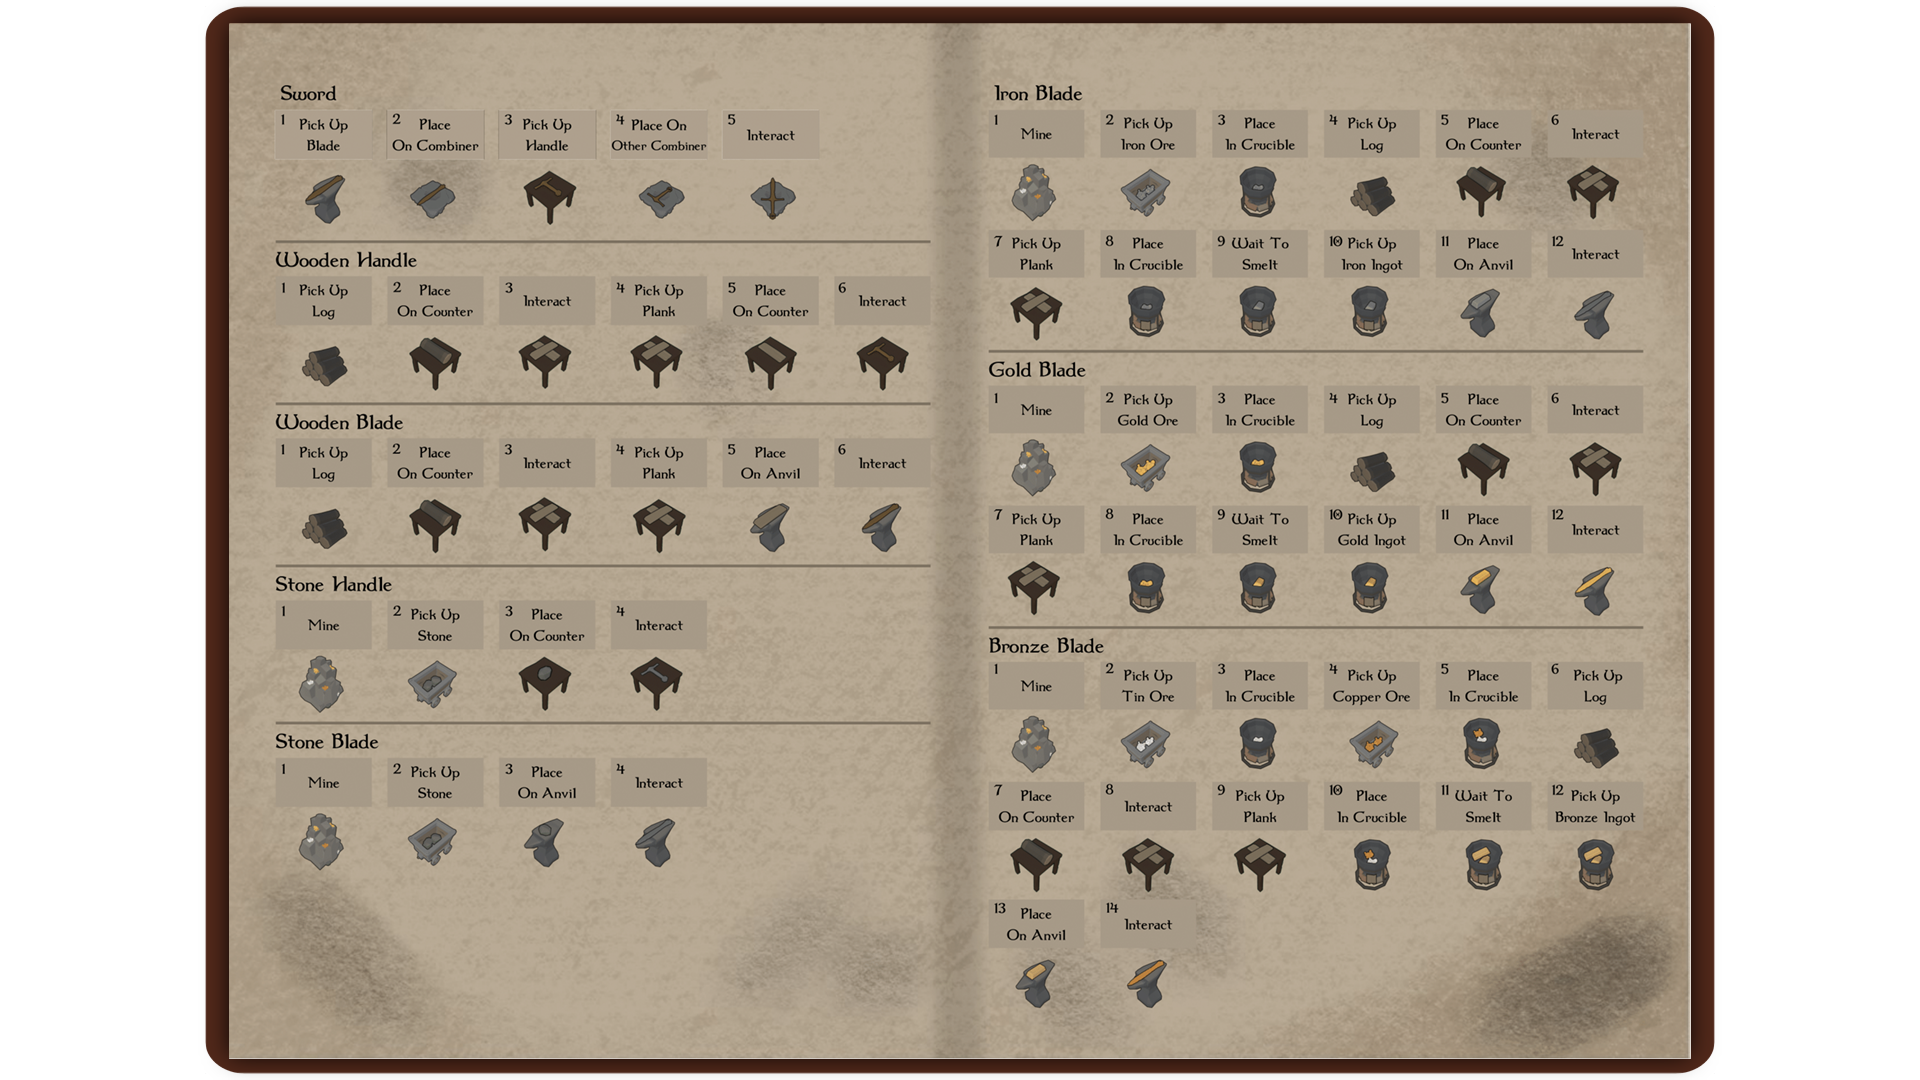 Sword
1 Pick Up
Blade
2 Place
On Combiner
3 Pick Up
Handle
4 Place On
Other Combiner
5 Interact
Wooden Handle
1 Pick Up
Log
2 Place
On Counter
3 Interact
4 Pick Up
Plank
5 Place
On Counter
6 Interact
Wooden Blade
1 Pick Up
Log
2 Place
On Counter
3 Interact
4 Pick Up
Plank
5 Place
On Anvil
6 Interact
Stone Handle
1 Mine
2 Pick Up
Stone
3 Place
On Counter
4 Interact
Stone Blade
1 Mine
2 Pick Up
Stone
3 Place
On Anvil
4 Interact
Iron Blade
1 Mine
2 Pick Up
Iron Ore
3 Place
In Crucible
4 Pick Up
Log
5 Place
On Counter
6 Interact
7 Pick Up
Plank
8 Place
In Crucible
9 Wait To
Smelt
10 Pick Up
Iron Ingot
11 Place
On Anvil
12 Interact
Gold Blade
1 Mine
2 Pick Up
Gold Ore
3 Place
In Crucible
4 Pick Up
Log
5 Place
On Counter
6 Interact
7 Pick Up
Plank
8 Place
In Crucible
9 Wait To
Smelt
10 Pick Up
Gold Ingot
11 Place
On Anvil
12 Interact
Bronze Blade
1 Mine
2 Pick Up
Tin Ore
3 Place
In Crucible
4 Pick Up
Copper Ore
5 Place
In Crucible
6 Pick Up
Log
7 Place
On Counter
8 Interact
9 Pick Up
Plank
10 Place
In Crucible
11 Wait To
Smelt
12 Pick Up
Bronze Ingot
13 Place
On Anvil
14 Interact